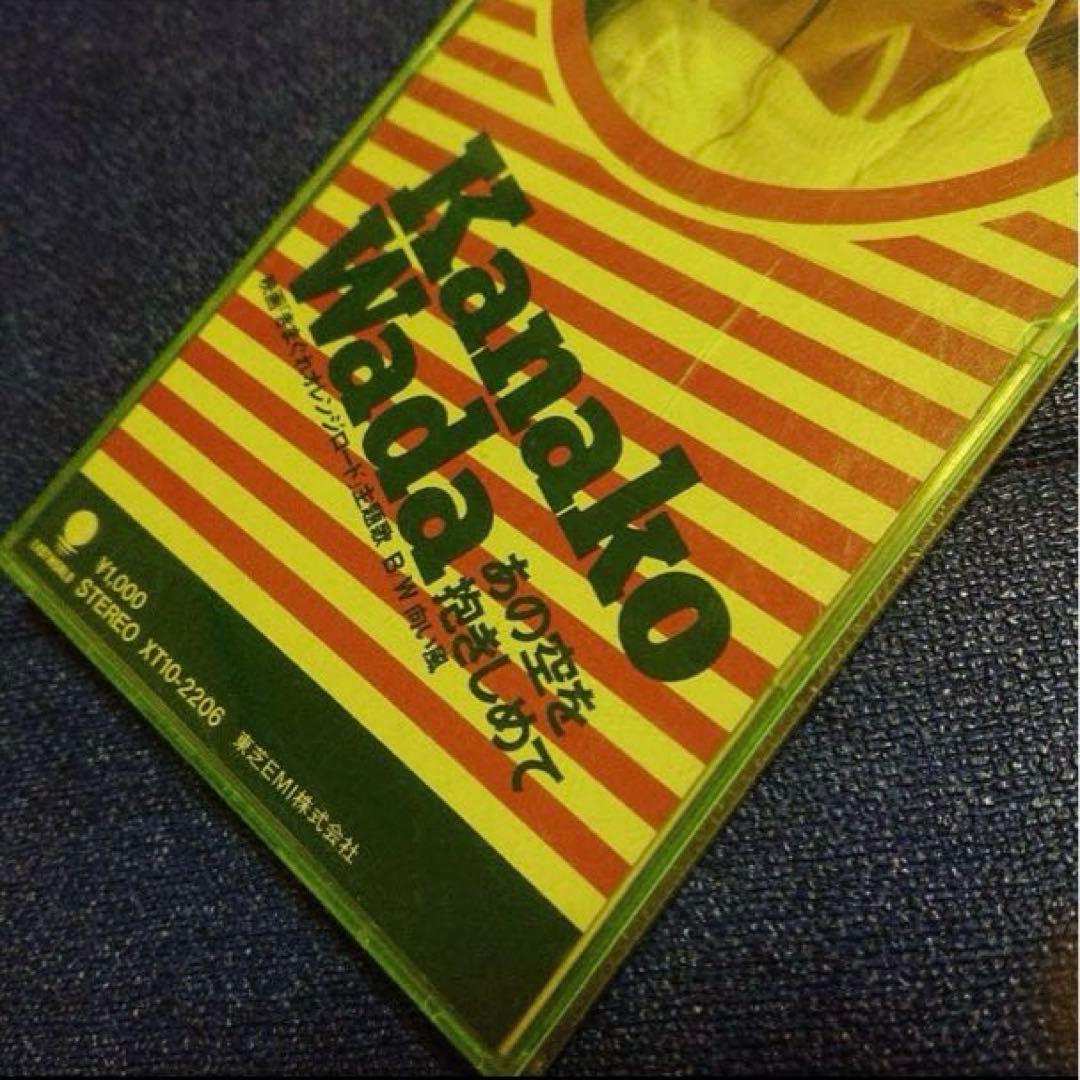 Kanako
Wada
あの空を
抱きしめて
映画 きまぐれオレンジ☆ロード 主題歌 B/W 向い風
¥1,000
STEREO XT10-2206 東芝EMI株式会社